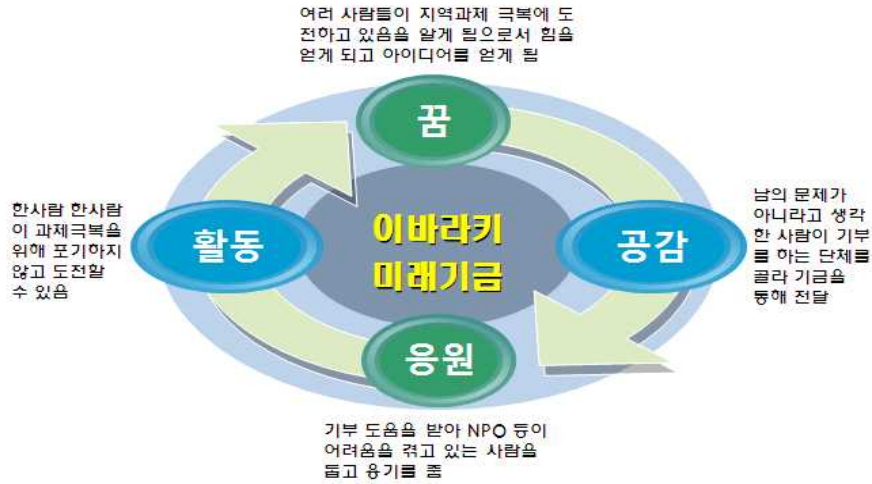 여러 사람들이 지역과제 극복에 도
전하고 있음을 알게 됨으로서 힘을
얻게 되고 아이디어를 얻게 됨
꿈
한사람 한사람
이 과제극복을
위해 포기하지
않고 도전할
수 있음
활동
이바라키
미래기금
공감
남의 문제가
아니라고 생각
한 사람이 기부
를 하는 단체를
골라 기금을
통해 전달
응원
기부 도움을 받아 NPO 등이
어려움을 겪고 있는 사람을
돕고 용기를 줌